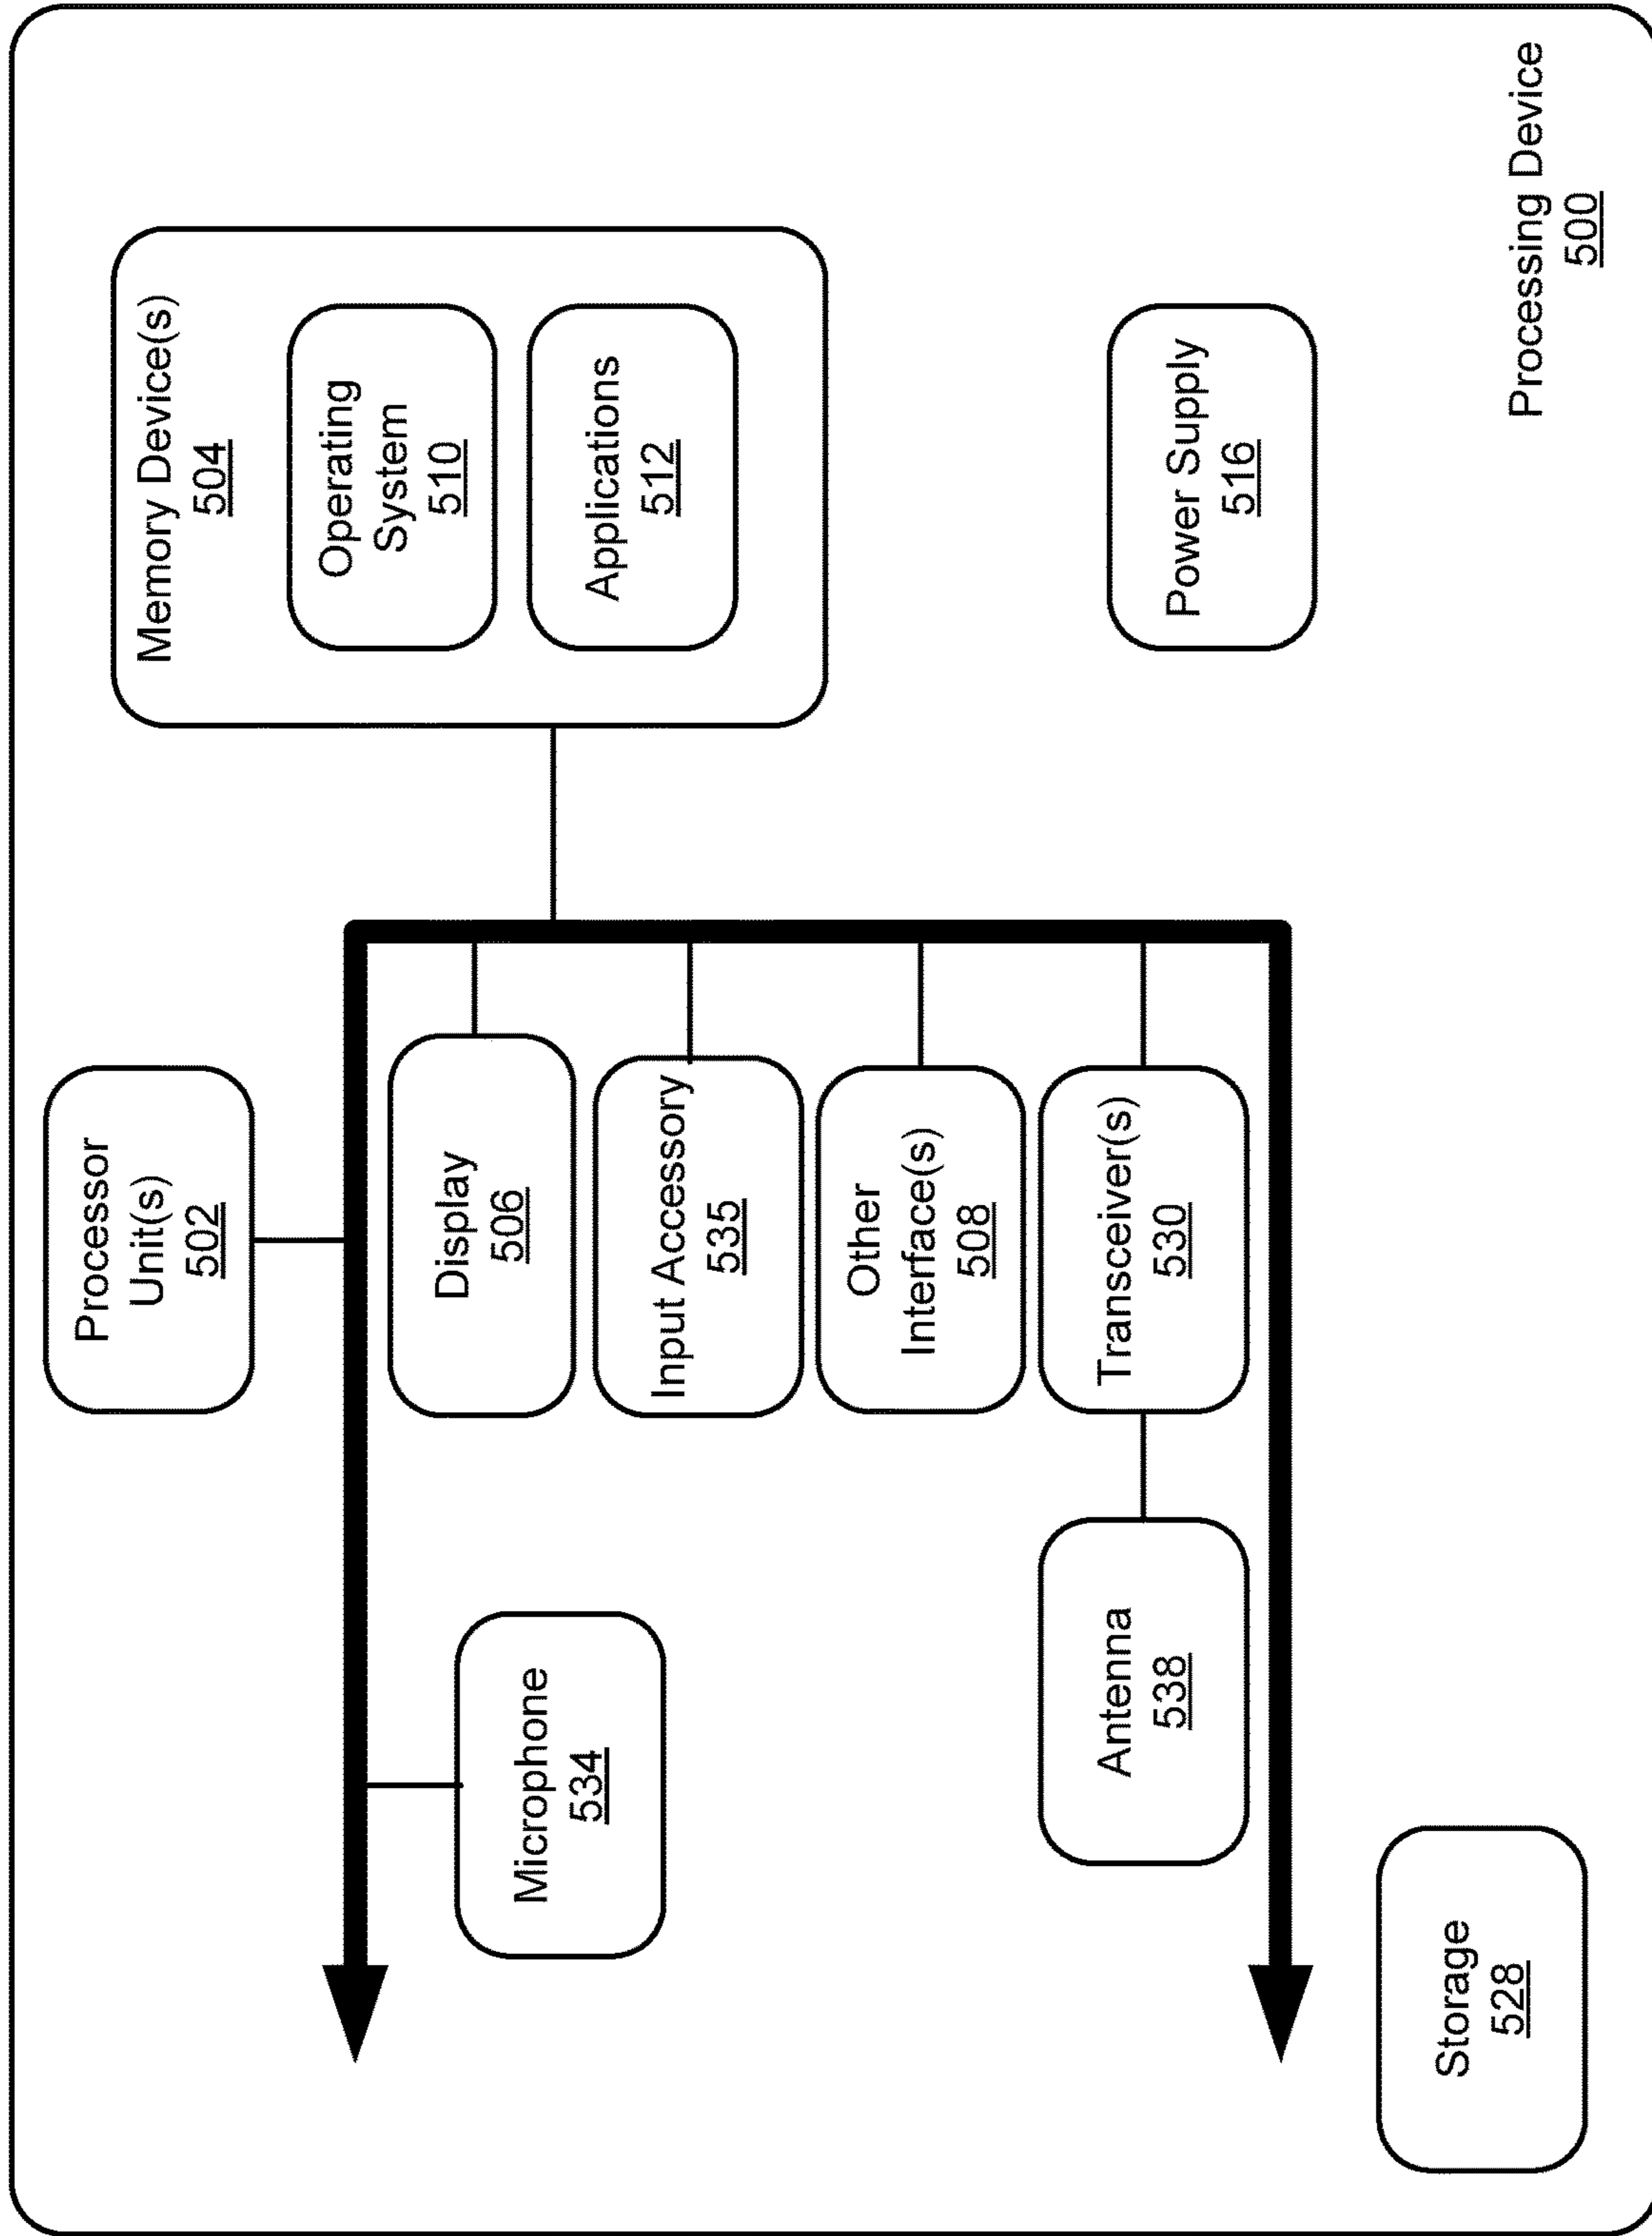 Processor
Unit(s)
502
Memory Device(s)
504
Operating
System
510
Applications
512
Display
506
Microphone
534
Input Accessory
535
Other
Interface(s)
508
Antenna
538
Transceiver(s)
530
Power Supply
516
Storage
528
Processing Device
500